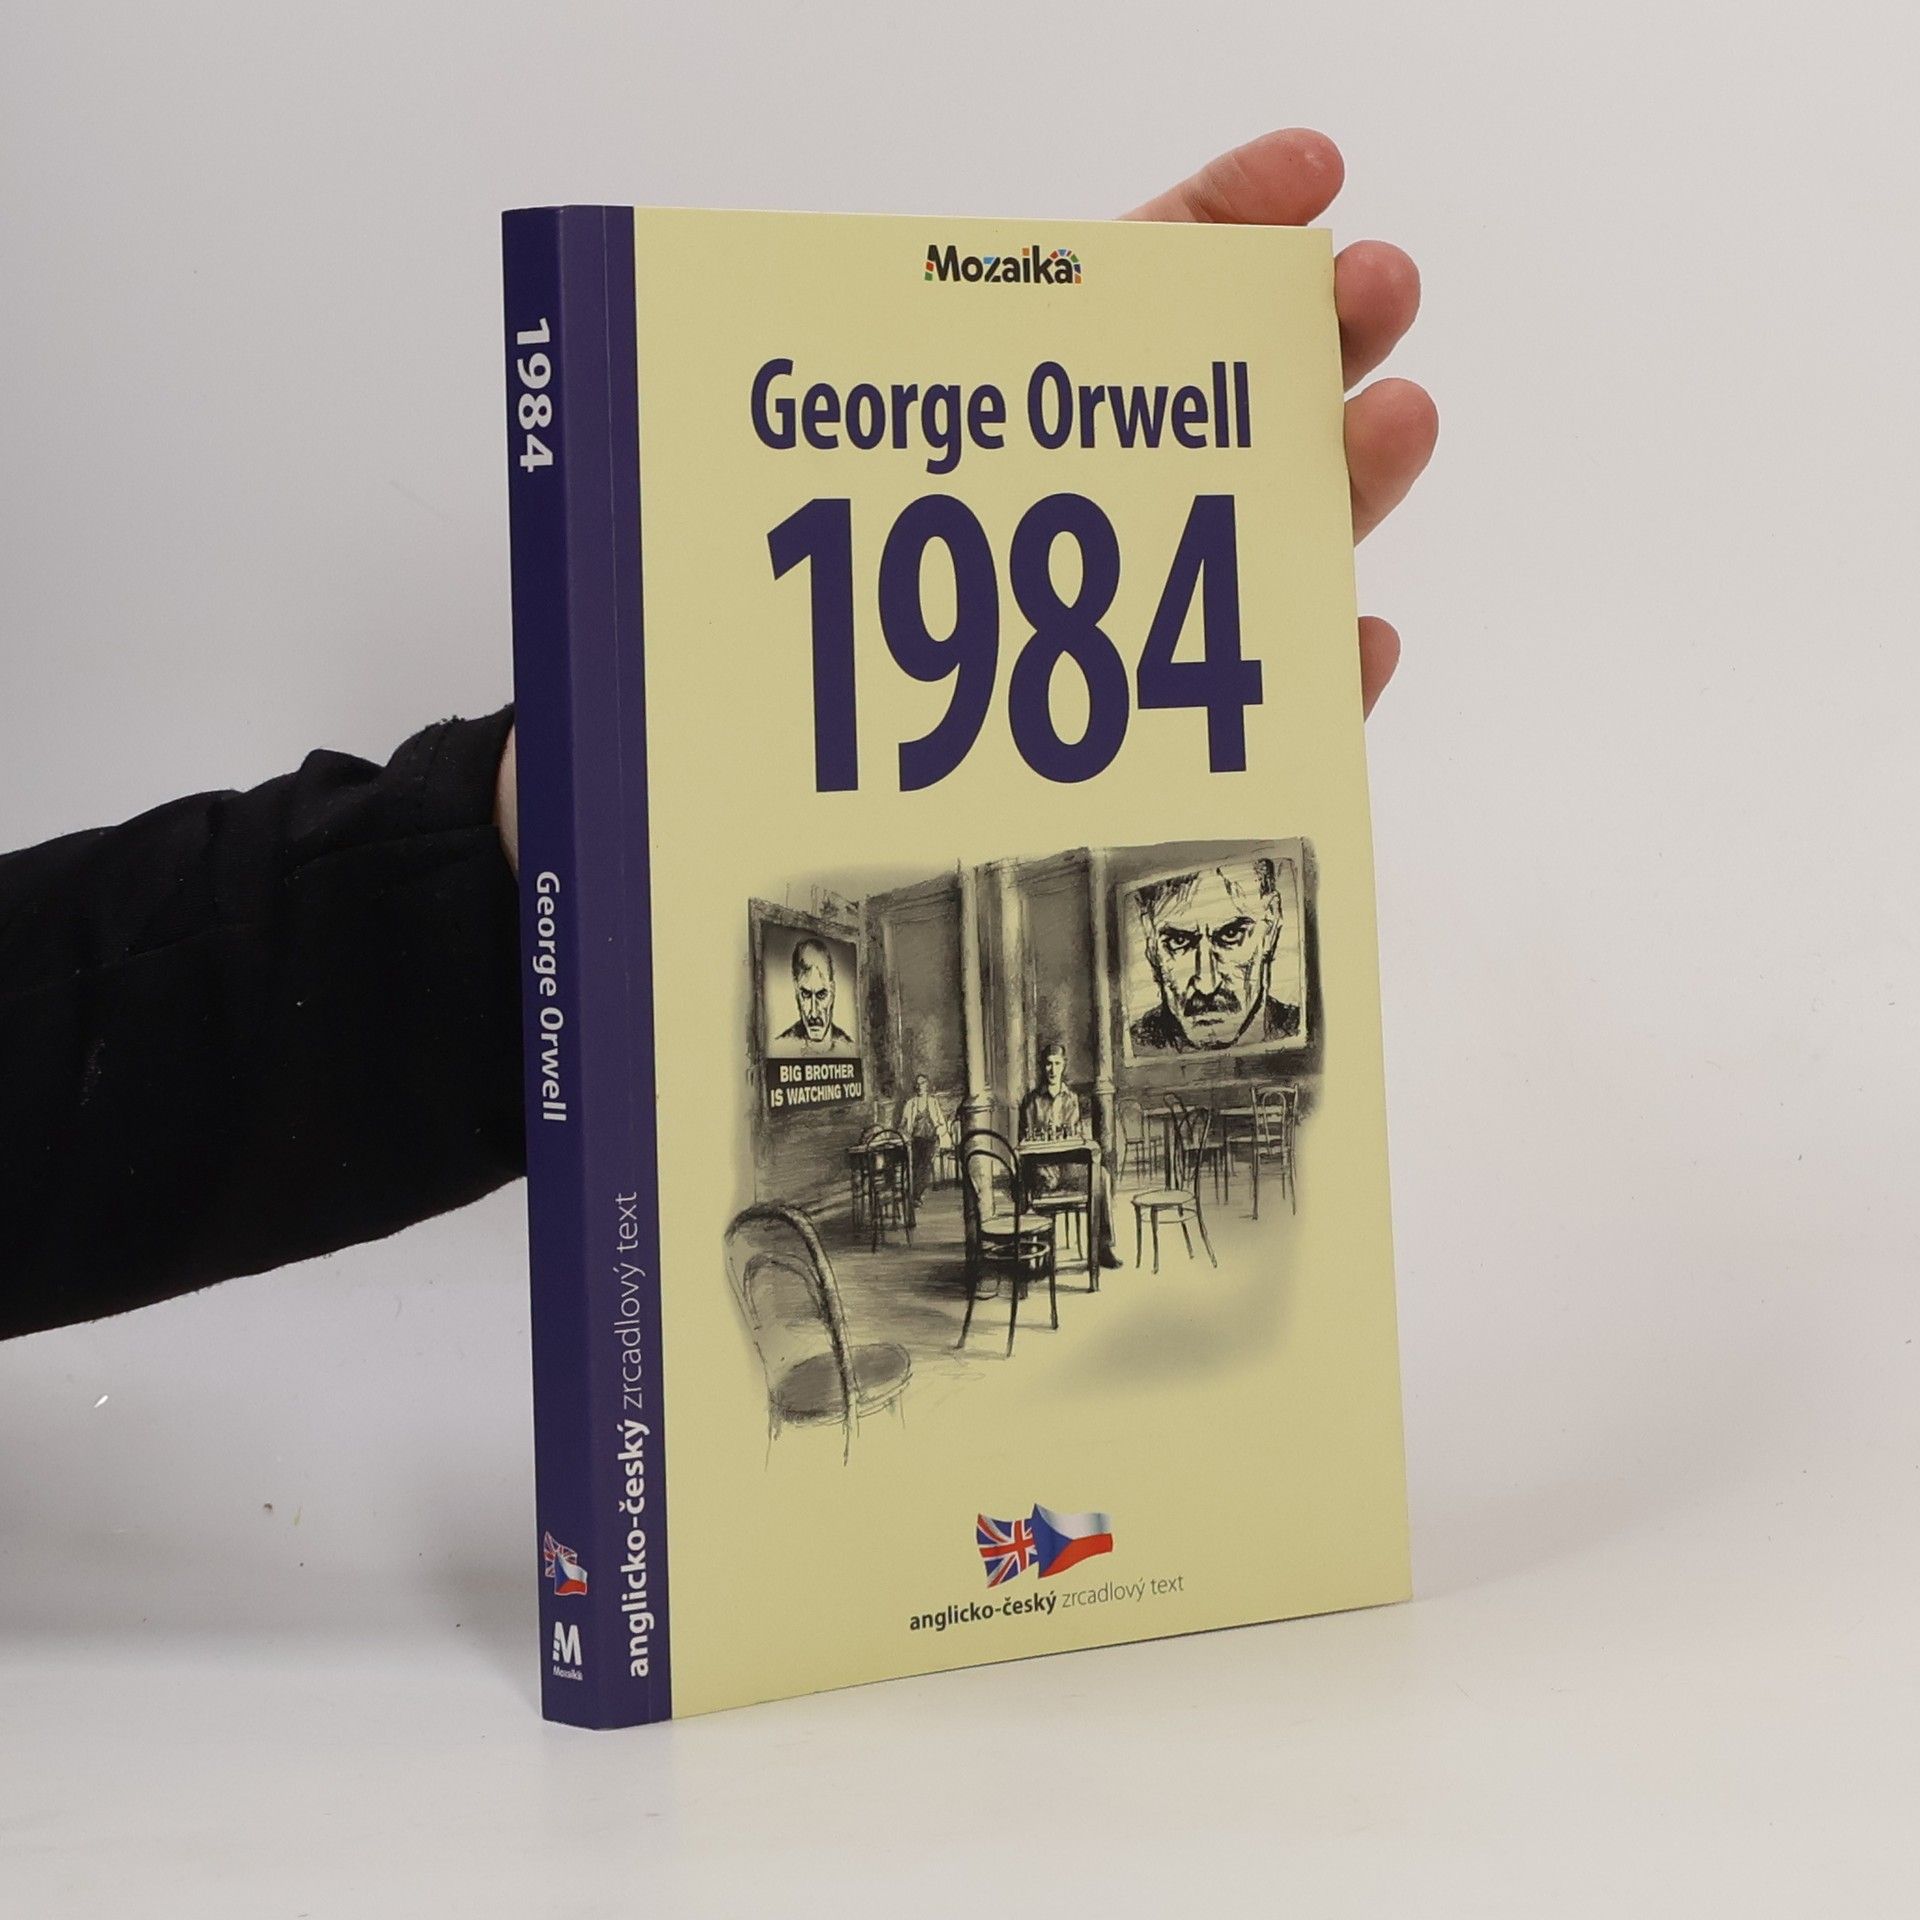 Mozaika
George Orwell
1984
BIG BROTHER
IS WATCHING YOU
anglicko-český zrcadlový text
1984
George Orwell
anglicko-český zrcadlový text
M
Mozaika